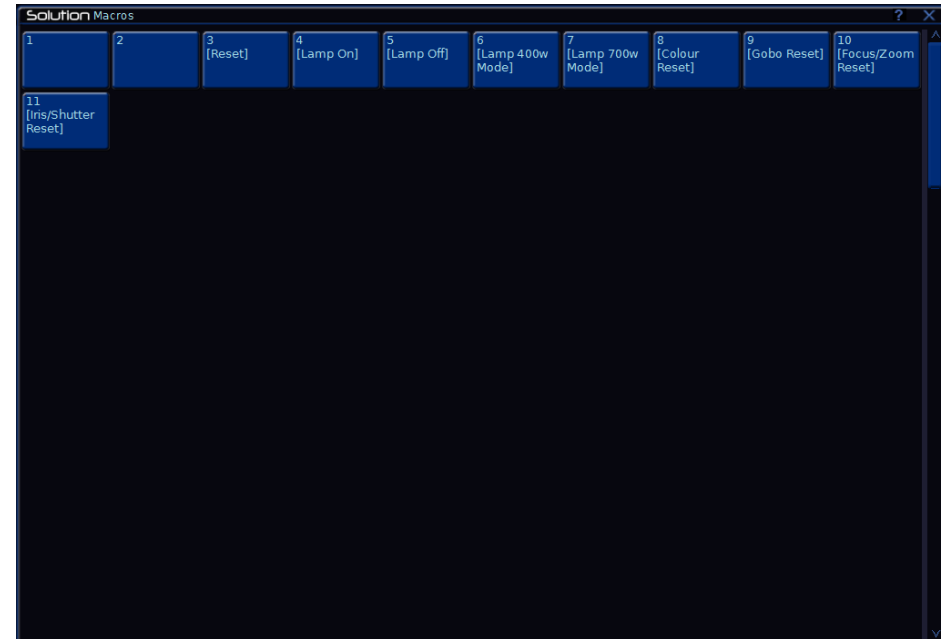 Solution Macros ? X
1
2
3
[Reset]
4
[Lamp On]
5
[Lamp Off]
6
[Lamp 400w
Mode]
7
[Lamp 700w
Mode]
8
[Colour
Reset]
9
[Gobo Reset]
10
[Focus/Zoom
Reset]
11
[Iris/Shutter
Reset]